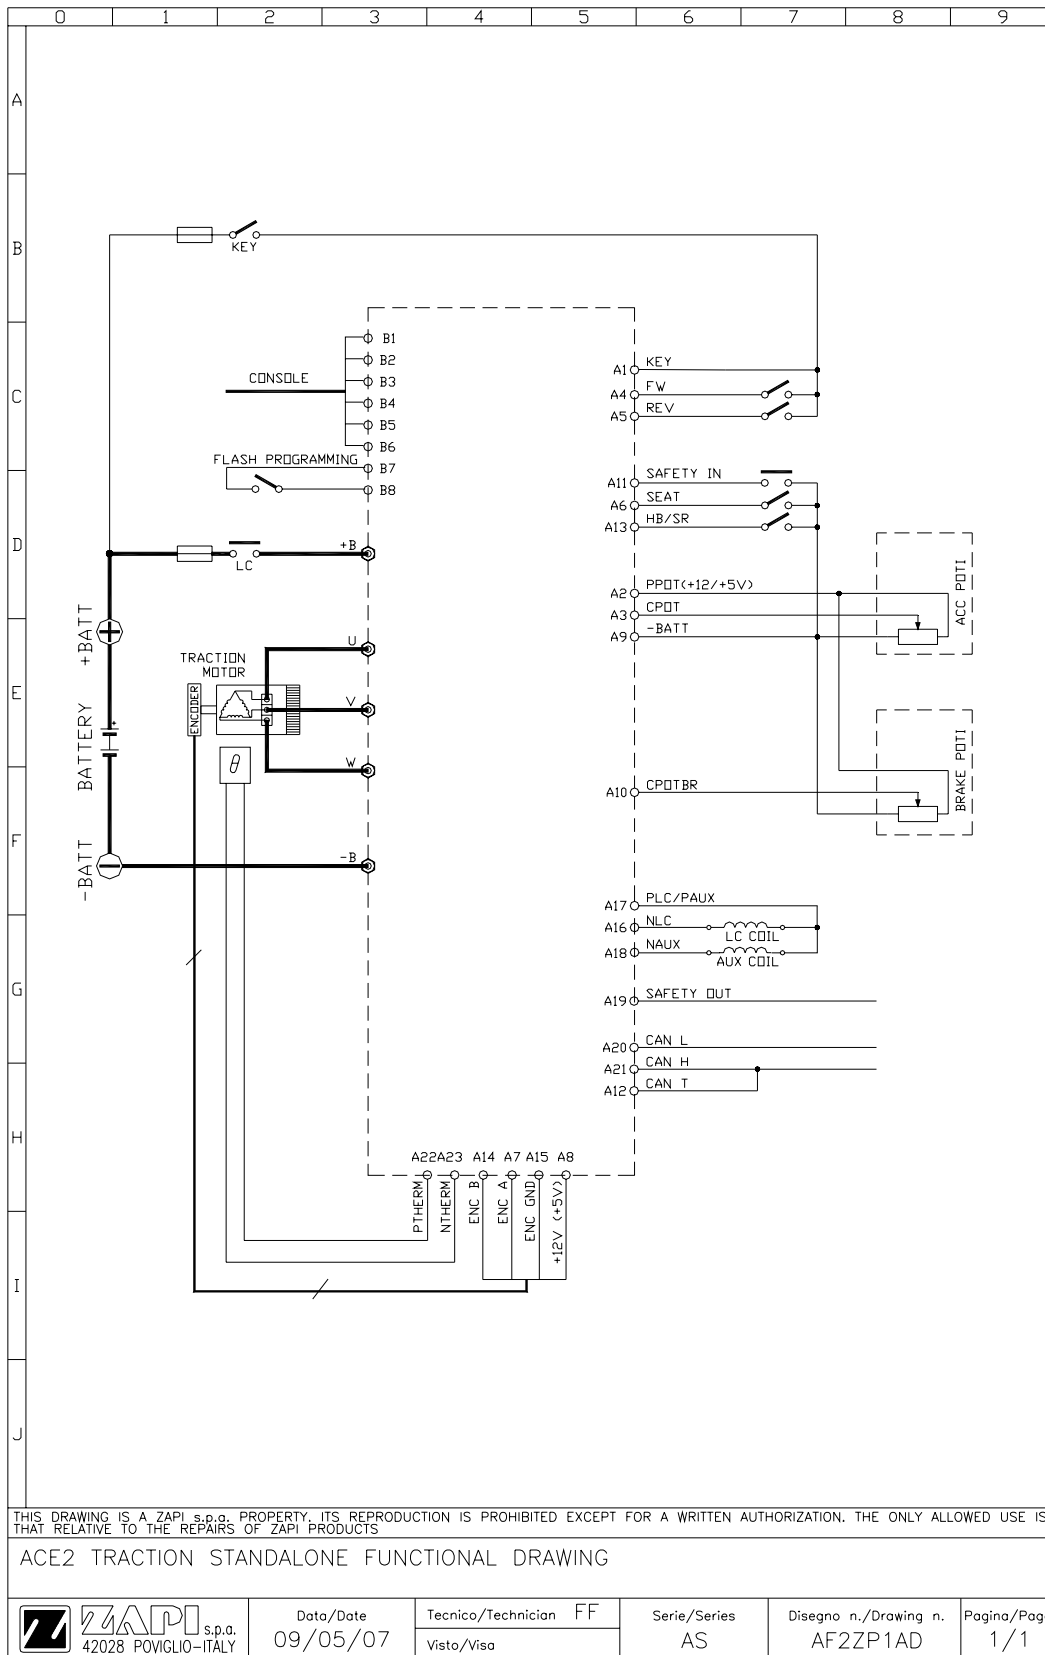 0 1 2 3 4 5 6 7 8 9
A
B
C
D
E
F
G
H
I
J
KEY
CONSOLE
FLASH PROGRAMMING
B1
B2
B3
B4
B5
B6
B7
B8
+B
LC
+BATT
BATTERY
-BATT
TRACTION
MOTOR
ENCODER
θ
U
V
W
-B
A1 KEY
A4 FW
A5 REV
A11 SAFETY IN
A6 SEAT
A13 HB/SR
A2 PPOT(+12/+5V)
A3 CPOT
A9 -BATT
ACC POTI
A10 CPOTBR
BRAKE POTI
A17 PLC/PAUX
A16 NLC
LC COIL
A18 NAUX
AUX COIL
A19 SAFETY OUT
A20 CAN L
A21 CAN H
A12 CAN T
A22 A23 A14 A7 A15 A8
PTHERM
NTHERM
ENC B
ENC A
ENC GND
+12V (+5V)
THIS DRAWING IS A ZAPI s.p.a. PROPERTY. ITS REPRODUCTION IS PROHIBITED EXCEPT FOR A WRITTEN AUTHORIZATION. THE ONLY ALLOWED USE IS
THAT RELATIVE TO THE REPAIRS OF ZAPI PRODUCTS
ACE2 TRACTION STANDALONE FUNCTIONAL DRAWING
ZAPI s.p.a.
42028 POVIGLIO-ITALY
Data/Date
09/05/07
Tecnico/Technician FF
Visto/Visa
Serie/Series
AS
Disegno n./Drawing n.
AF2ZP1AD
Pagina/Pag
1/1